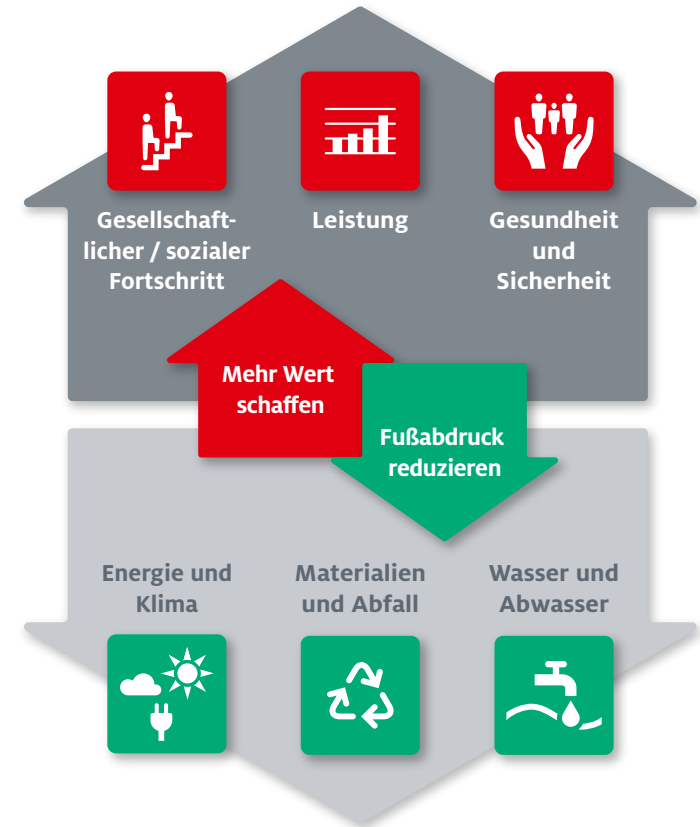 Gesellschaft-
licher / sozialer
Fortschritt
Leistung
Gesundheit
und
Sicherheit
Mehr Wert
schaffen
Fußabdruck
reduzieren
Energie und
Klima
Materialien
und Abfall
Wasser und
Abwasser